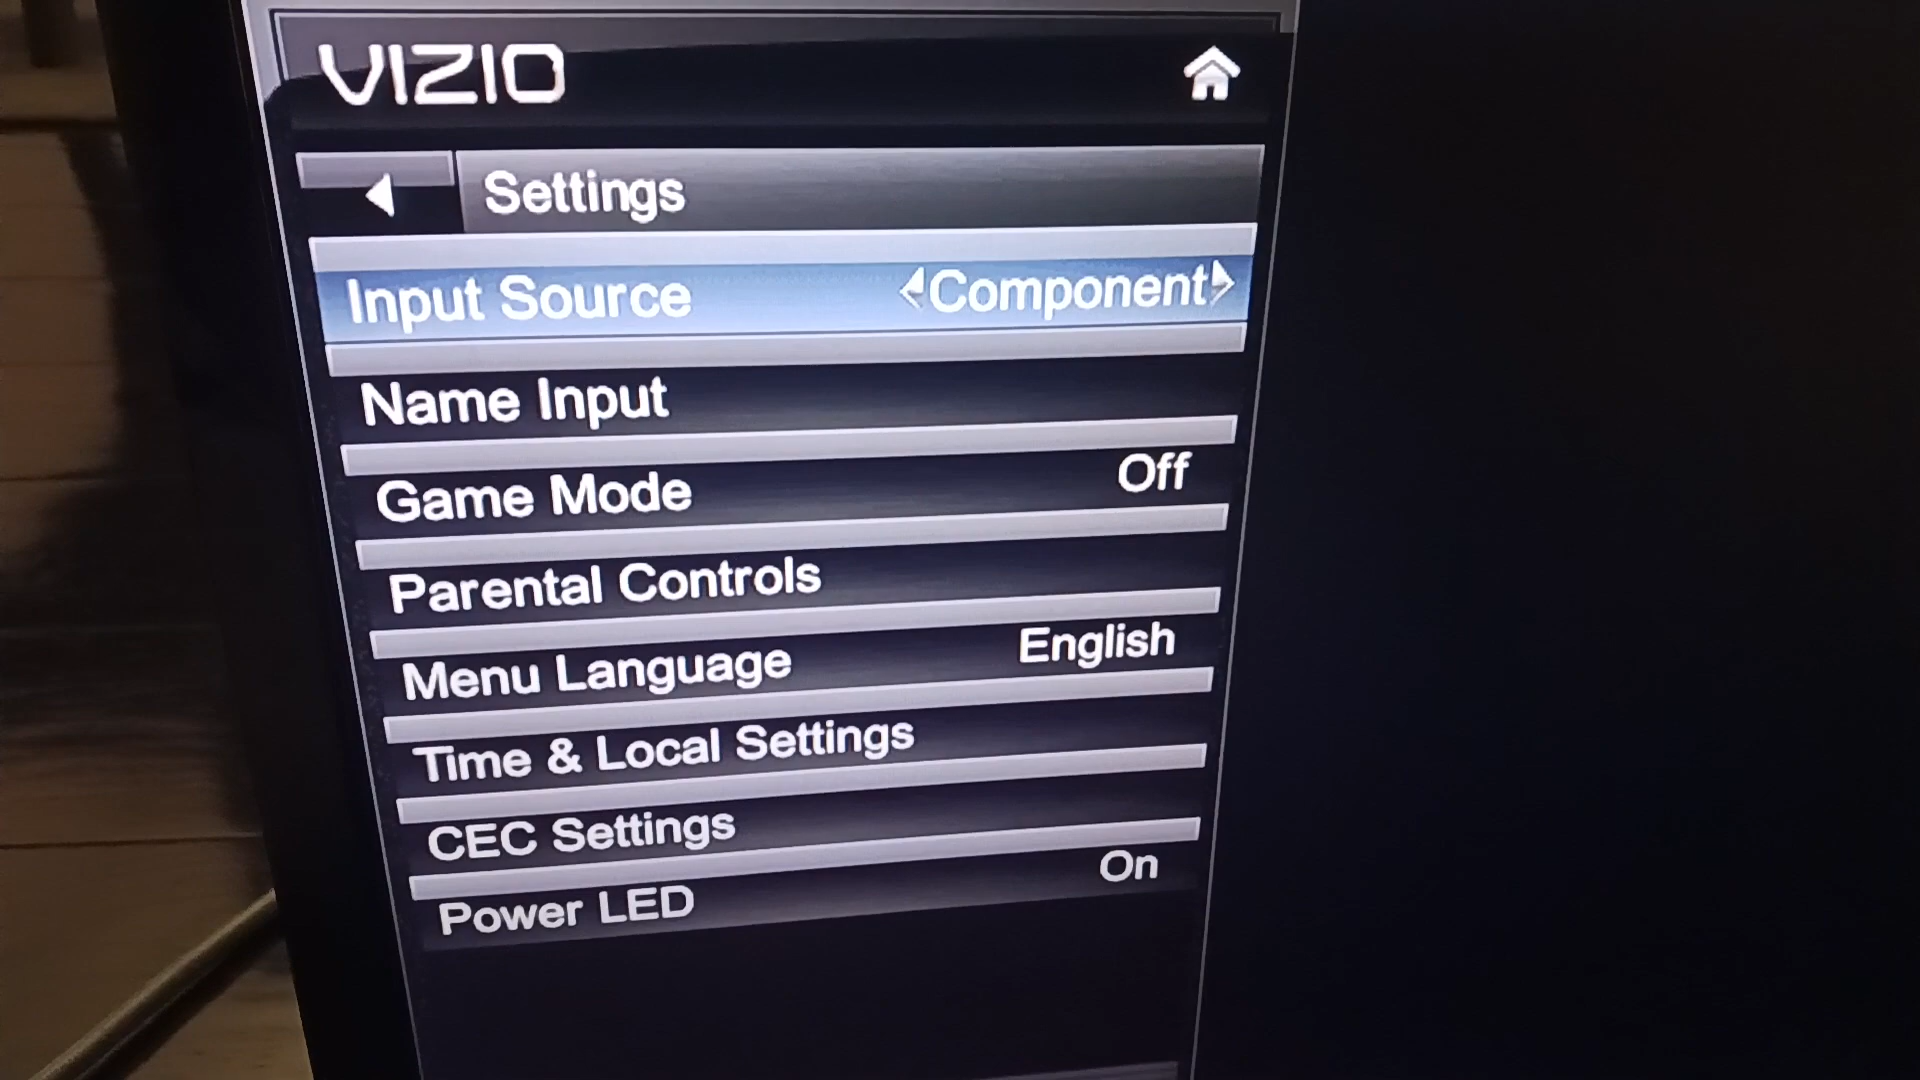 VIZIO
Settings
Input Source Component
Name Input
Game Mode Off
Parental Controls
Menu Language English
Time & Local Settings
CEC Settings
Power LED On